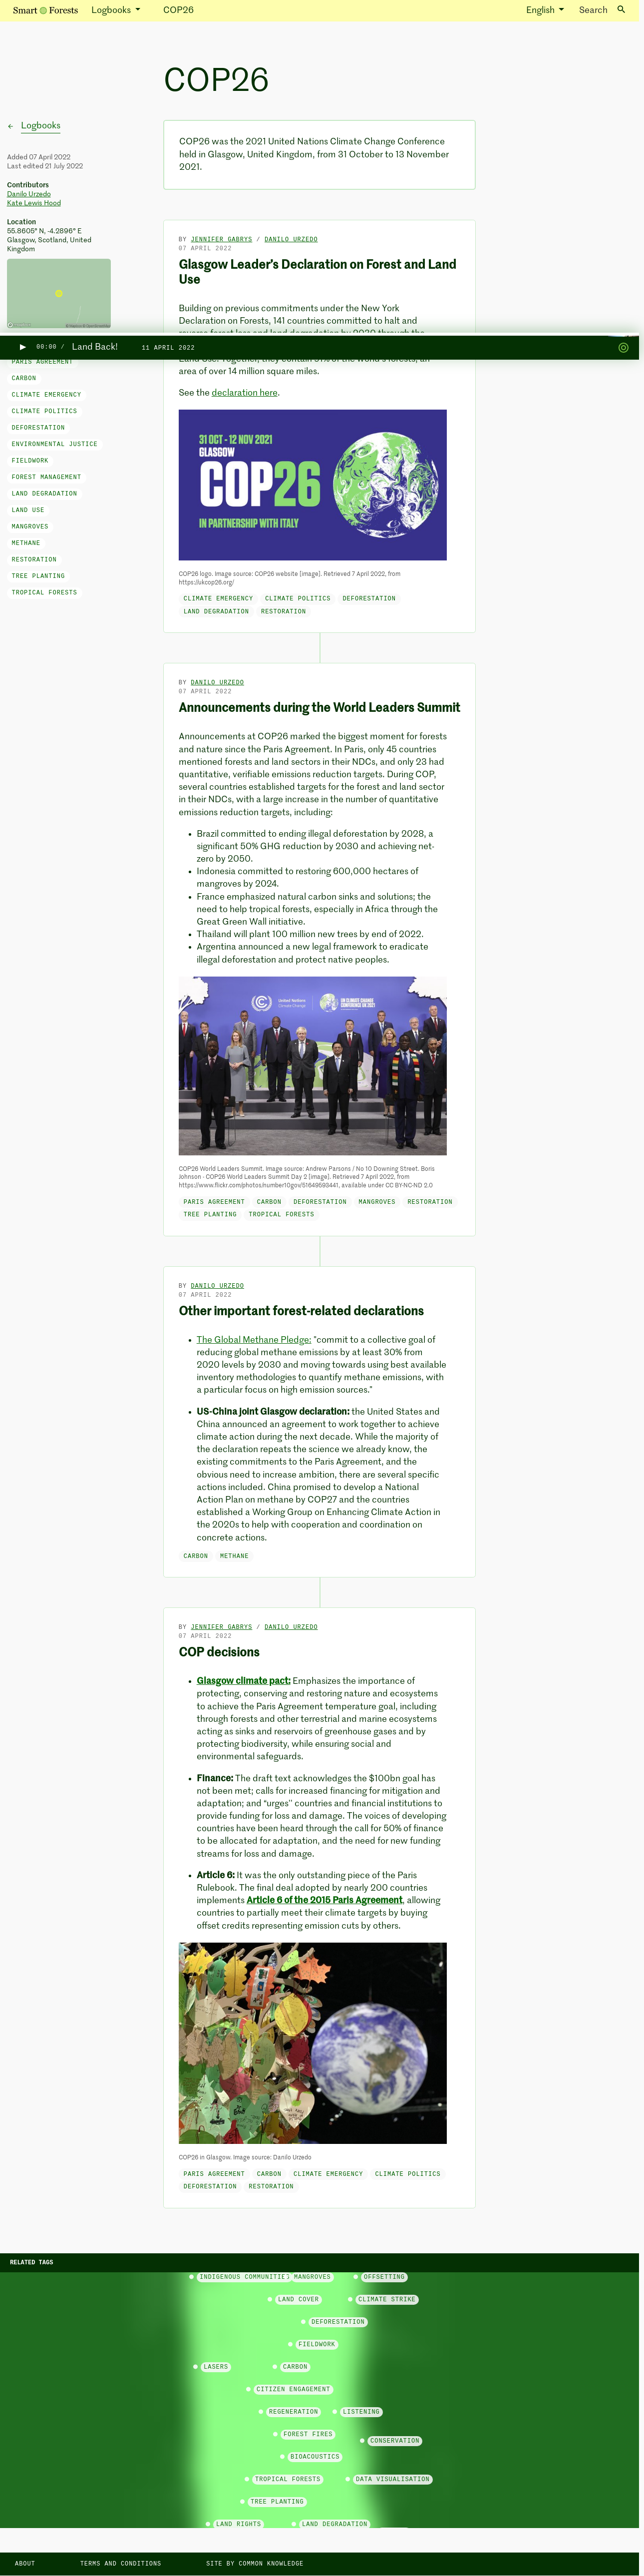 Smart Forests
Logbooks
COP26
English
Search
COP26
← Logbooks
Added 07 April 2022
Last edited 21 July 2022
Contributors
Danilo Urzedo
Kate Lewis Hood
Location
55.8605° N, -4.2896° E
Glasgow, Scotland, United
Kingdom
COP26 was the 2021 United Nations Climate Change Conference
held in Glasgow, United Kingdom, from 31 October to 13 November
2021.
BY JENNIFER GABRYS / DANILO URZEDO
07 APRIL 2022
Glasgow Leader's Declaration on Forest and Land
Use
Building on previous commitments under the New York
Declaration on Forests, 141 countries committed to halt and
00:00 / Land Back! 11 APRIL 2022
an area of over 14 million square miles.
See the declaration here.
PARIS AGREEMENT
CARBON
CLIMATE EMERGENCY
CLIMATE POLITICS
DEFORESTATION
ENVIRONMENTAL JUSTICE
FIELDWORK
FOREST MANAGEMENT
LAND DEGRADATION
LAND USE
MANGROVES
METHANE
RESTORATION
TREE PLANTING
TROPICAL FORESTS
31 OCT - 12 NOV 2021
GLASGOW
COP26
IN PARTNERSHIP WITH ITALY
COP26 logo. Image source: COP26 website [image]. Retrieved 7 April 2022, from
https://ukcop26.org/
CLIMATE EMERGENCY CLIMATE POLITICS DEFORESTATION
LAND DEGRADATION RESTORATION
BY DANILO URZEDO
07 APRIL 2022
Announcements during the World Leaders Summit
Announcements at COP26 marked the biggest moment for forests
and nature since the Paris Agreement. In Paris, only 45 countries
mentioned forests and land sectors in their NDCs, and only 23 had
quantitative, verifiable emissions reduction targets. During COP,
several countries established targets for the forest and land sector
in their NDCs, with a large increase in the number of quantitative
emissions reduction targets, including:
• Brazil committed to ending illegal deforestation by 2028, a
significant 50% GHG reduction by 2030 and achieving net-
zero by 2050.
• Indonesia committed to restoring 600,000 hectares of
mangroves by 2024.
• France emphasized natural carbon sinks and solutions; the
need to help tropical forests, especially in Africa through the
Great Green Wall initiative.
• Thailand will plant 100 million new trees by end of 2022.
• Argentina announced a new legal framework to eradicate
illegal deforestation and protect native peoples.
COP26 World Leaders Summit. Image source: Andrew Parsons / No 10 Downing Street. Boris
Johnson - COP26 World Leaders Summit Day 2 [image]. Retrieved 7 April 2022, from
https://www.flickr.com/photos/number10gov/51649593441, available under CC BY-NC-ND 2.0
PARIS AGREEMENT CARBON DEFORESTATION MANGROVES RESTORATION
TREE PLANTING TROPICAL FORESTS
BY DANILO URZEDO
07 APRIL 2022
Other important forest-related declarations
• The Global Methane Pledge: "commit to a collective goal of
reducing global methane emissions by at least 30% from
2020 levels by 2030 and moving towards using best available
inventory methodologies to quantify methane emissions, with
a particular focus on high emission sources."
• US-China joint Glasgow declaration: the United States and
China announced an agreement to work together to achieve
climate action during the next decade. While the majority of
the declaration repeats the science we already know, the
existing commitments to the Paris Agreement, and the
obvious need to increase ambition, there are several specific
actions included. China promised to develop a National
Action Plan on methane by COP27 and the countries
established a Working Group on Enhancing Climate Action in
the 2020s to help with cooperation and coordination on
concrete actions.
CARBON METHANE
BY JENNIFER GABRYS / DANILO URZEDO
07 APRIL 2022
COP decisions
• Glasgow climate pact: Emphasizes the importance of
protecting, conserving and restoring nature and ecosystems
to achieve the Paris Agreement temperature goal, including
through forests and other terrestrial and marine ecosystems
acting as sinks and reservoirs of greenhouse gases and by
protecting biodiversity, while ensuring social and
environmental safeguards.
• Finance: The draft text acknowledges the $100bn goal has
not been met; calls for increased financing for mitigation and
adaptation; and "urges" countries and financial institutions to
provide funding for loss and damage. The voices of developing
countries have been heard through the call for 50% of finance
to be allocated for adaptation, and the need for new funding
streams for loss and damage.
• Article 6: It was the only outstanding piece of the Paris
Rulebook. The final deal adopted by nearly 200 countries
implements Article 6 of the 2015 Paris Agreement, allowing
countries to partially meet their climate targets by buying
offset credits representing emission cuts by others.
COP26 in Glasgow. Image source: Danilo Urzedo
PARIS AGREEMENT CARBON CLIMATE EMERGENCY CLIMATE POLITICS
DEFORESTATION RESTORATION
RELATED TAGS
INDIGENOUS COMMUNITIES MANGROVES OFFSETTING
LAND COVER CLIMATE STRIKE
DEFORESTATION
FIELDWORK
LASERS CARBON
CITIZEN ENGAGEMENT
REGENERATION LISTENING
FOREST FIRES
CONSERVATION
BIOACOUSTICS
TROPICAL FORESTS DATA VISUALISATION
TREE PLANTING
LAND RIGHTS LAND DEGRADATION
ABOUT TERMS AND CONDITIONS SITE BY COMMON KNOWLEDGE